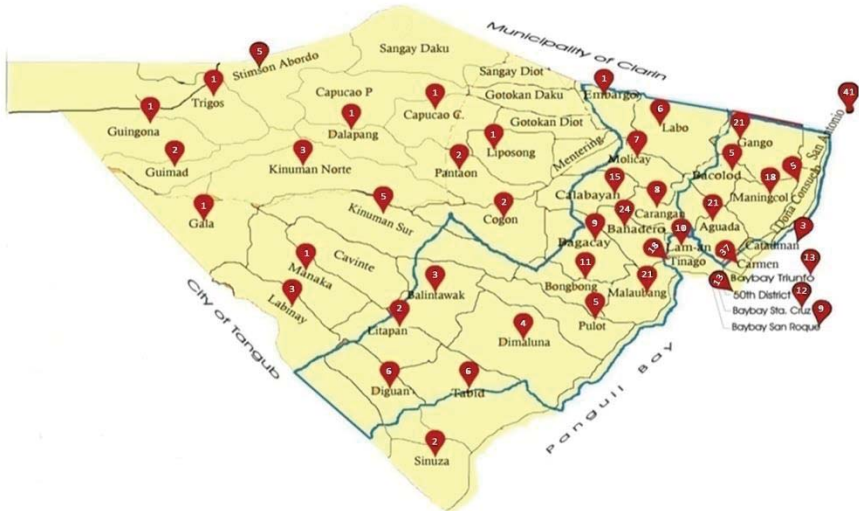 Municipality of Clarin
Sangay Daku
5
Stimson Abordo
Sangay Diot
1
Trigos
Capucao P
1
Capucao C.
Gotokan Daku
1
Embargo
41
San Antonio
1
Guingona
1
Dalapang
Gotokan Diot
6
Labo
21
Gango
1
Liposong
Mentering
7
Molicay
5
Bacolod
5
Dona Consuelo
2
Guimad
3
Kinuman Norte
2
Pantaon
15
Calabayan
18
Maningcol
8
Carangan
5
Kinuman Sur
2
Cogon
24
Banadero
21
Aguada
1
Gala
9
Bagacay
10
Lam-an
3
Catadman
18
Tinago
37
Carmen
1
Manaka
Cavinte
11
Bongbong
21
Malaubang
13
Baybay Triunfo
13
3
Labinay
3
Balintawak
50th District
12
5
Pulot
Baybay Sta. Cruz
9
Baybay San Roque
2
Litapan
4
Dimaluna
City of Tangub
6
Diguan
6
Tabid
Panguil Bay
2
Sinuza